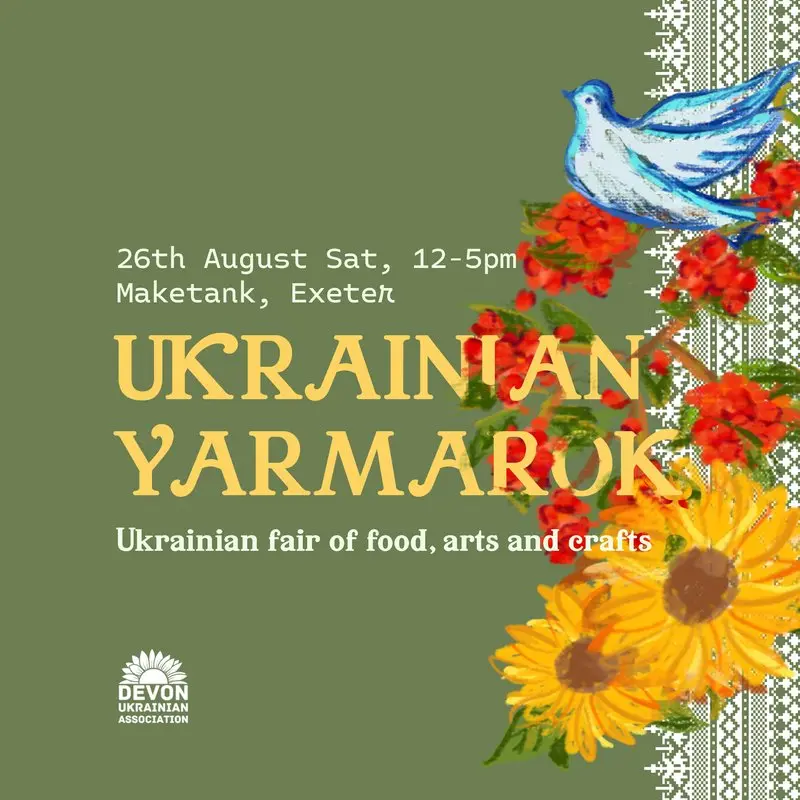 26th August Sat, 12-5pm
Maketank, Exeter
UKRAINIAN
YARMAROK
Ukrainian fair of food, arts and crafts
DEVON
UKRAINIAN
ASSOCIATION